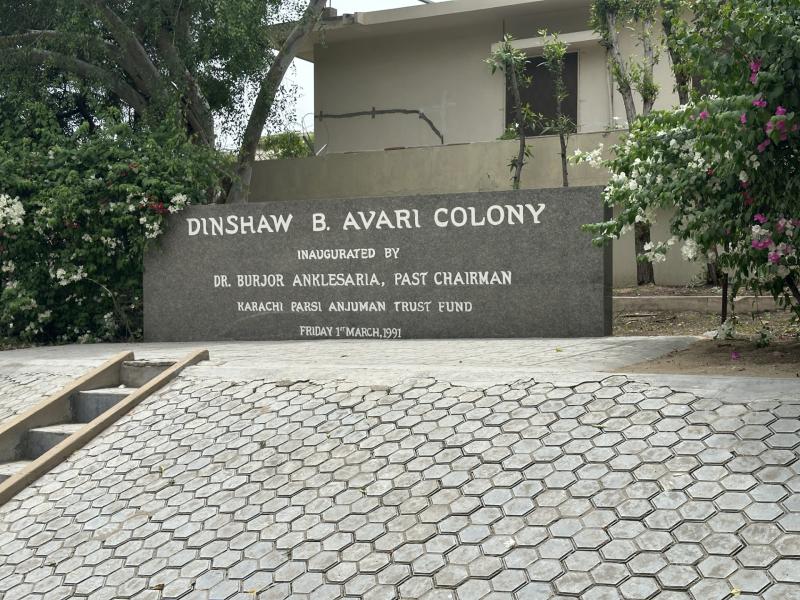 DINSHAW B. AVARI COLONY
INAUGURATED BY
DR. BURJOR ANKLESARIA, PAST CHAIRMAN
KARACHI PARSI ANJUMAN TRUST FUND
FRIDAY 1ST MARCH, 1991